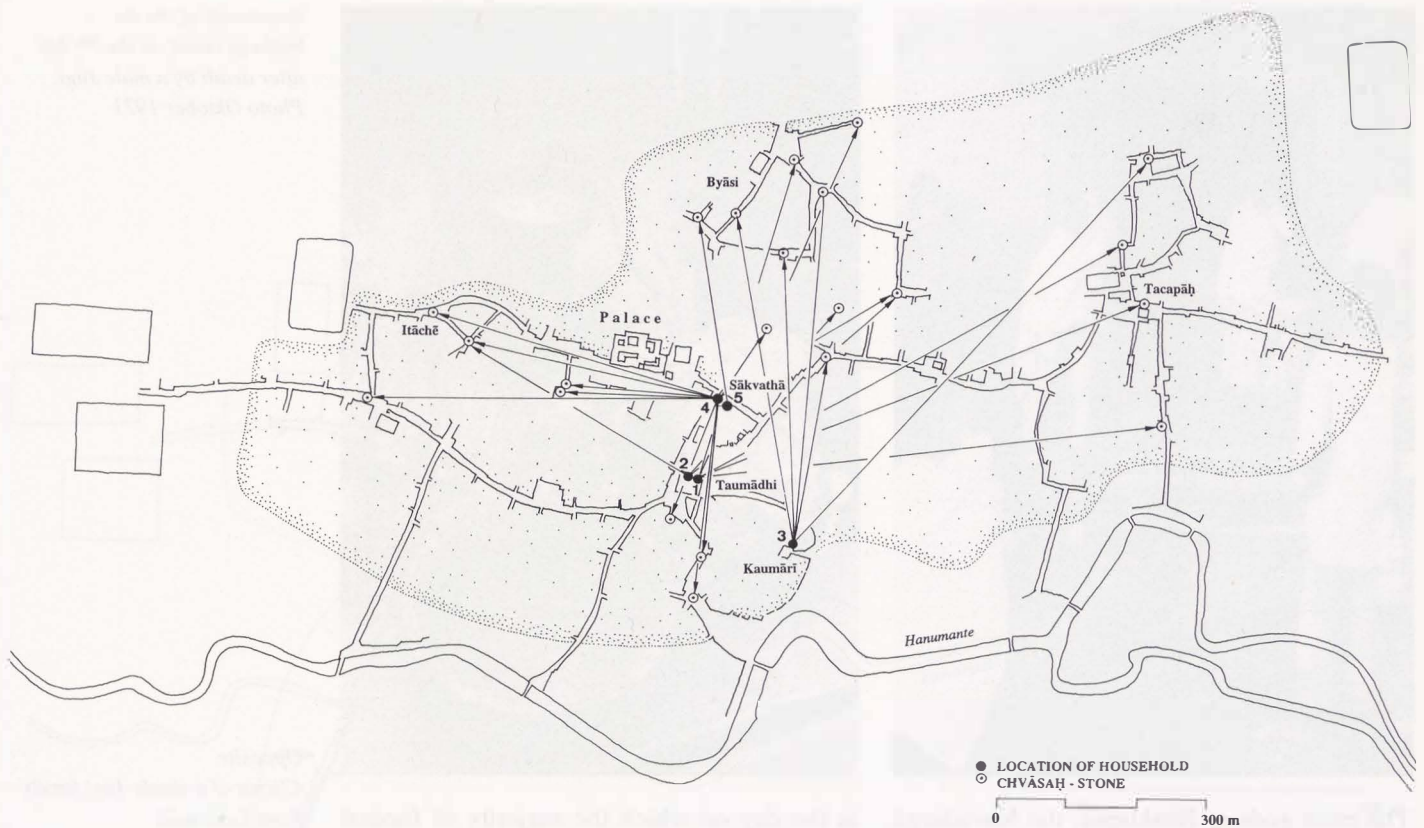 Byāsi
Tacapāḥ
Palace
Itāchē
Sākvathā
5
4
2
1
Taumādhi
3
Kaumārī
Hanumante
LOCATION OF HOUSEHOLD
CHVĀSAḤ - STONE
0 300 m